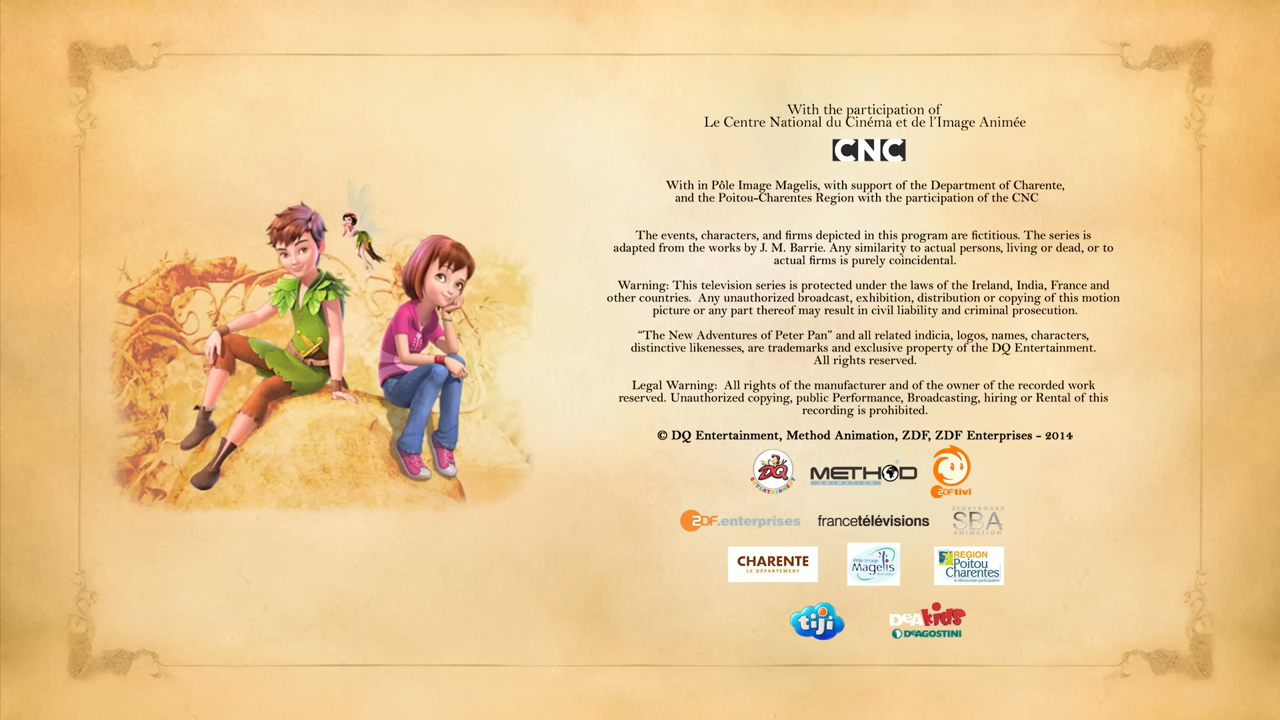 With the participation of
Le Centre National du Cinéma et de l'Image Animée
CNC
With in Pôle Image Magelis, with support of the Department of Charente,
and the Poitou-Charentes Region with the participation of the CNC
The events, characters, and firms depicted in this program are fictitious. The series is
adapted from the works by J. M. Barrie. Any similarity to actual persons, living or dead, or to
actual firms is purely coincidental.
Warning: This television series is protected under the laws of the Ireland, India, France and
other countries. Any unauthorized broadcast, exhibition, distribution or copying of this motion
picture or any part thereof may result in civil liability and criminal prosecution.
“The New Adventures of Peter Pan” and all related indicia, logos, names, characters,
distinctive likenesses, are trademarks and exclusive property of the DQ Entertainment.
All rights reserved.
Legal Warning: All rights of the manufacturer and of the owner of the recorded work
reserved. Unauthorized copying, public Performance, Broadcasting, hiring or Rental of this
recording is prohibited.
© DQ Entertainment, Method Animation, ZDF, ZDF Enterprises - 2014
DQ ENTERTAINMENT METHOD ANIMATION ZDFtivi
ZDF.enterprises francetélévisions STORYBOARD SBA ANIMATION
CHARENTE LE DÉPARTEMENT
Pôle Image Magelis
RÉGION Poitou Charentes la démocratie participative
tiji DeAkids DeAGOSTINI